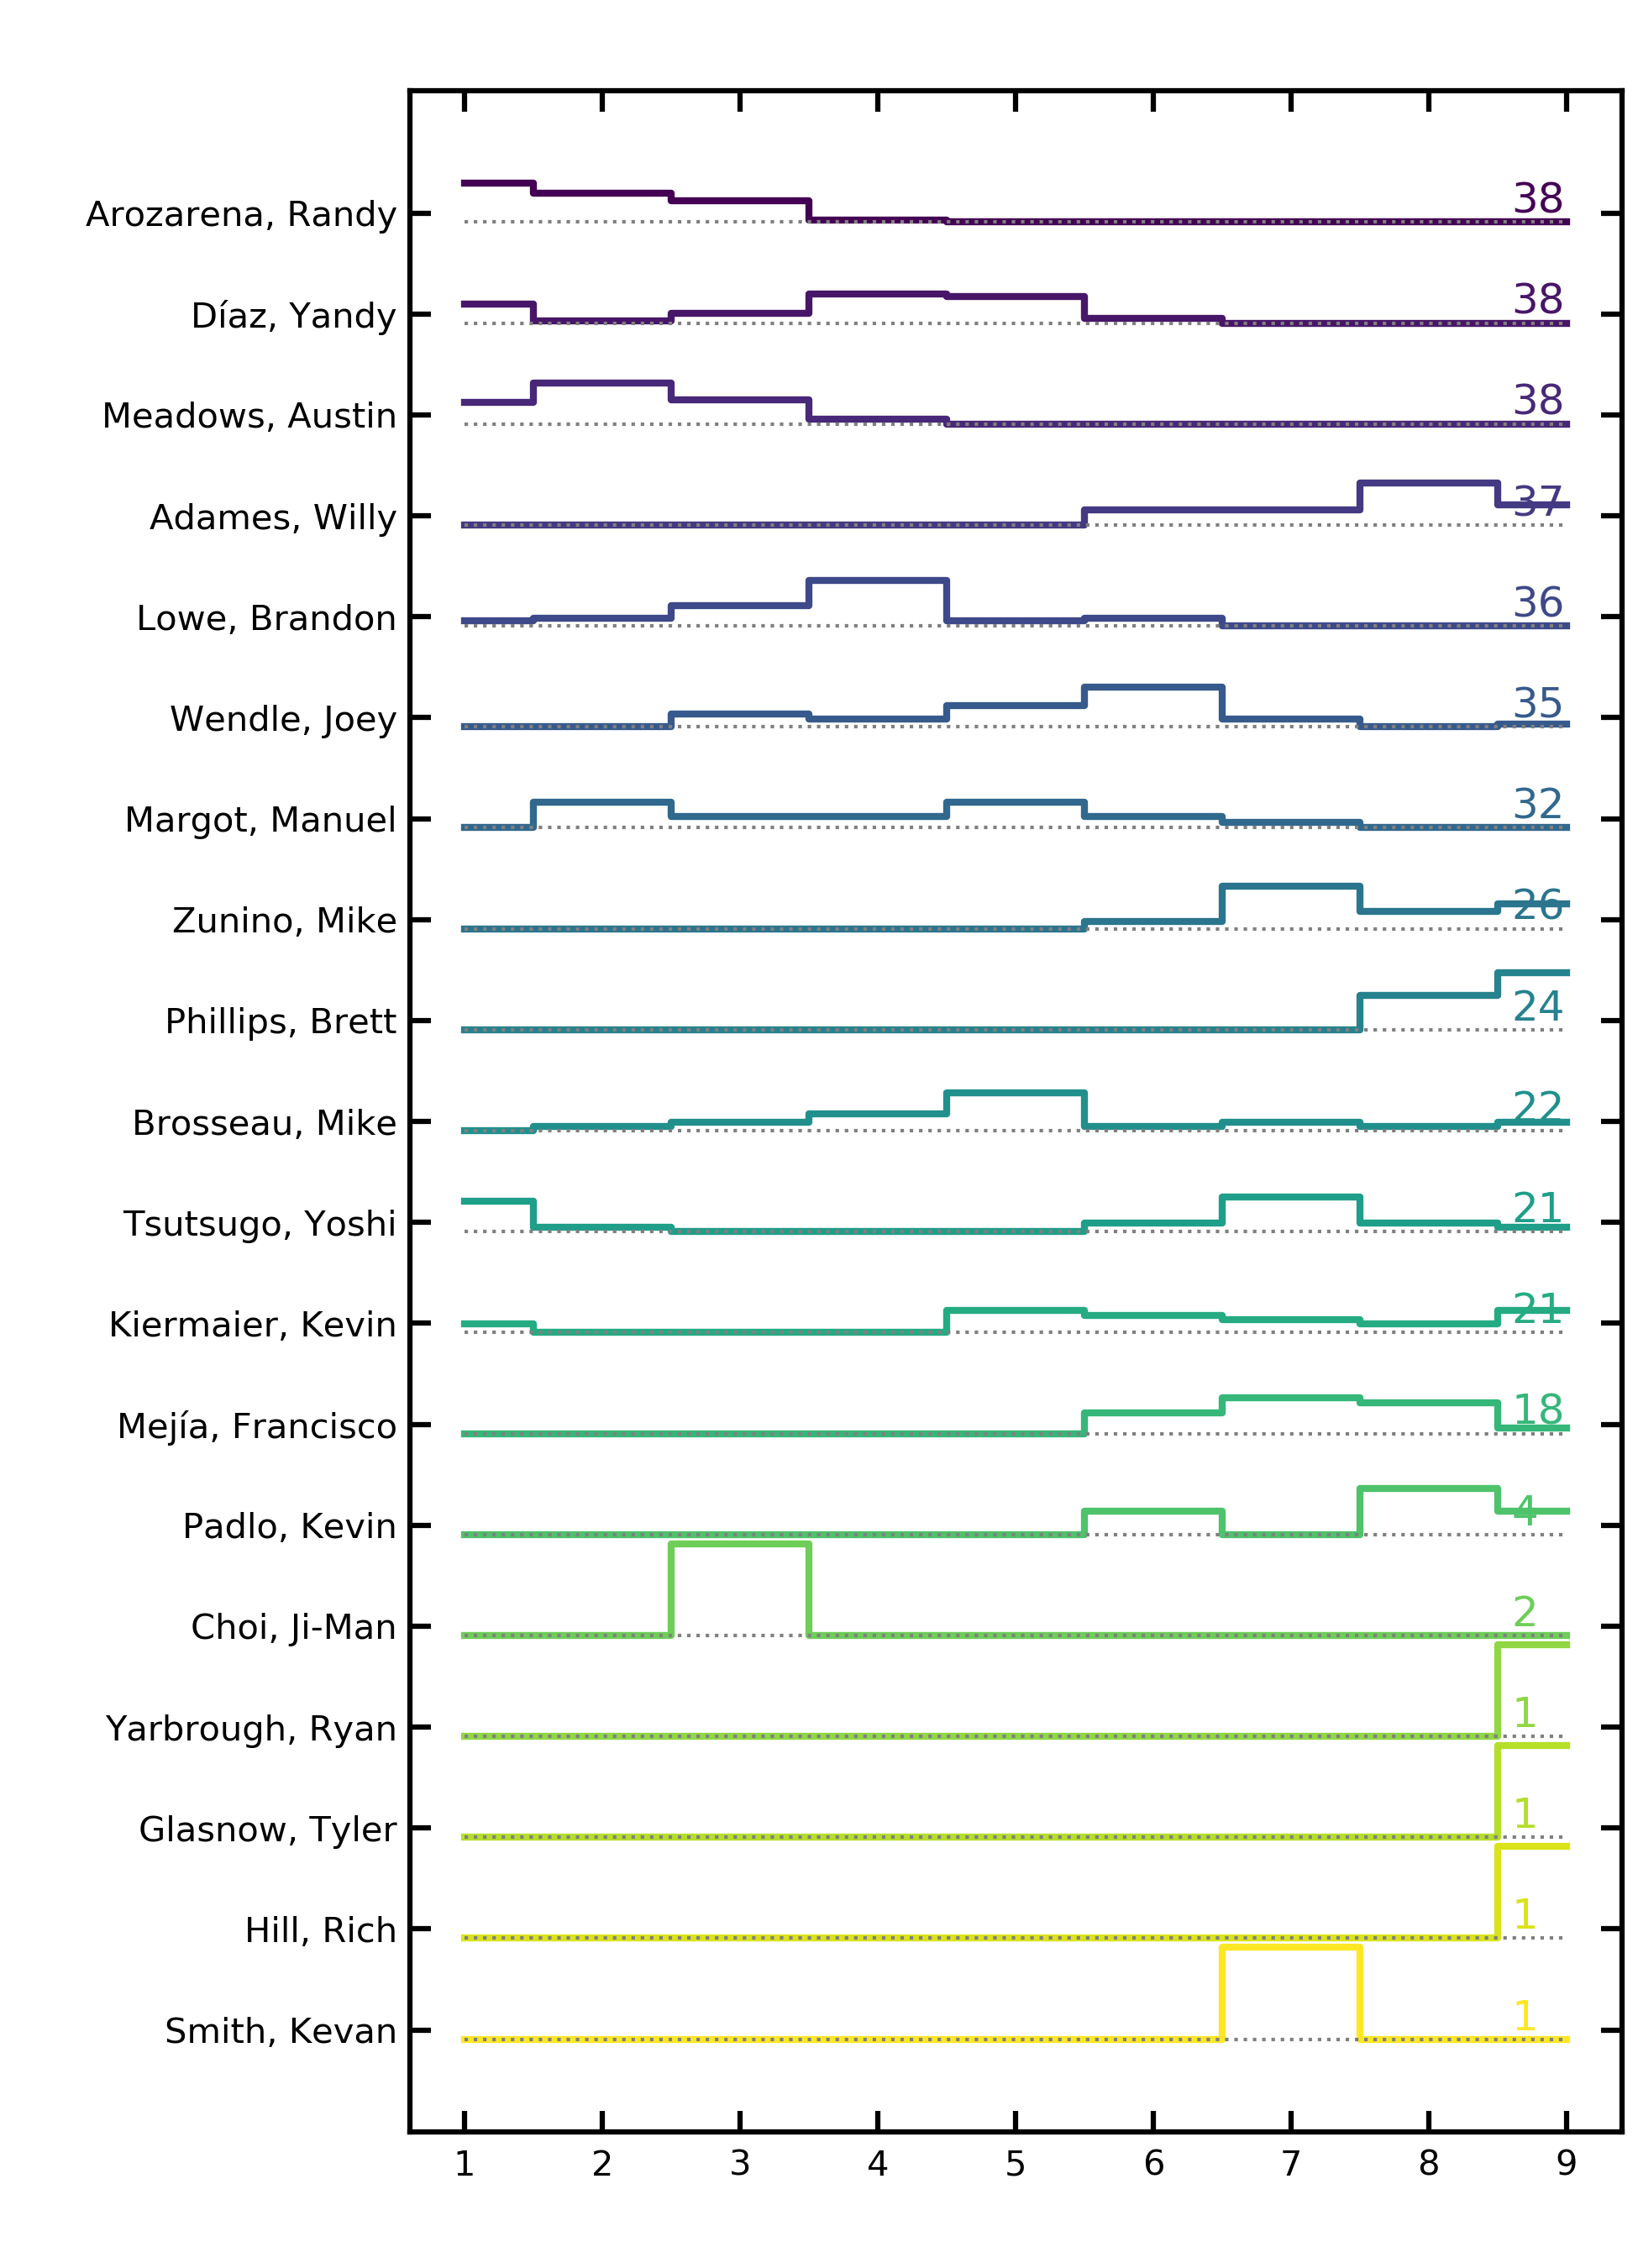 Arozarena, Randy 38
Díaz, Yandy 38
Meadows, Austin 38
Adames, Willy 37
Lowe, Brandon 36
Wendle, Joey 35
Margot, Manuel 32
Zunino, Mike 26
Phillips, Brett 24
Brosseau, Mike 22
Tsutsugo, Yoshi 21
Kiermaier, Kevin 21
Mejía, Francisco 18
Padlo, Kevin 4
Choi, Ji-Man 2
Yarbrough, Ryan 1
Glasnow, Tyler 1
Hill, Rich 1
Smith, Kevan 1
1 2 3 4 5 6 7 8 9